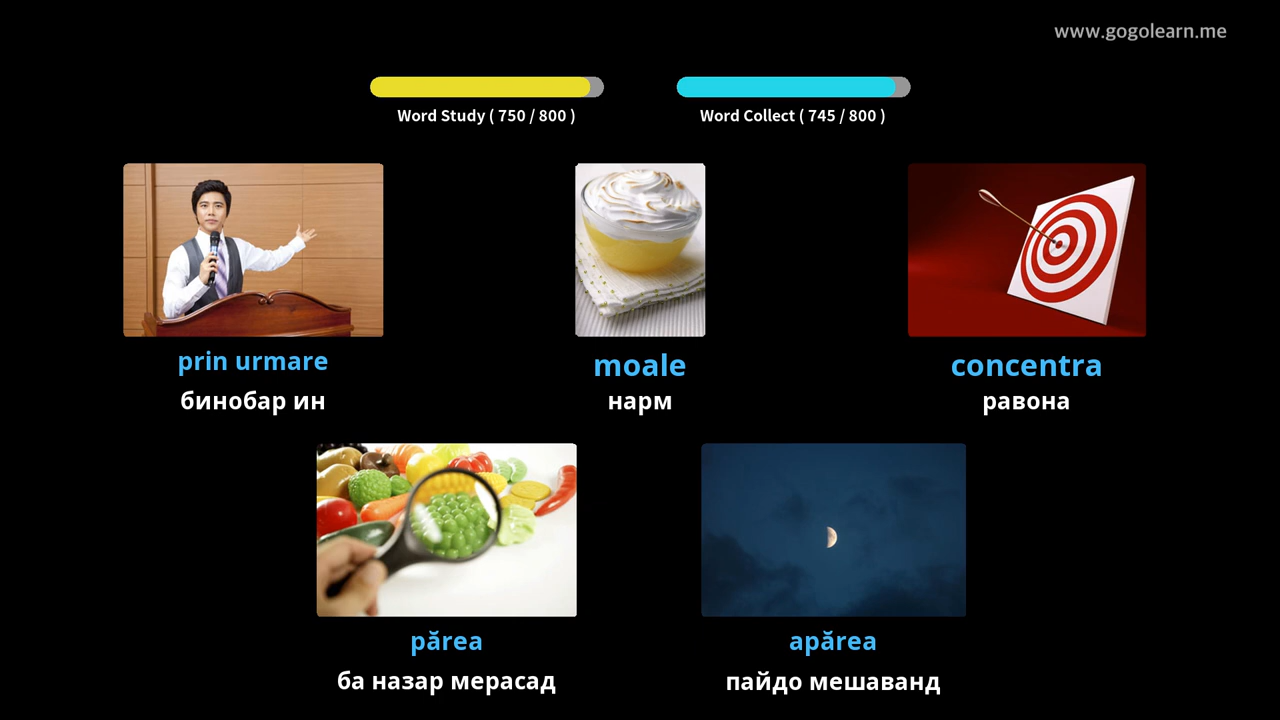 www.gogolearn.me
Word Study ( 750 / 800 )
Word Collect ( 745 / 800 )
prin urmare
moale
concentra
бинобар ин
нарм
равона
părea
apărea
ба назар мерасад
пайдо мешаванд